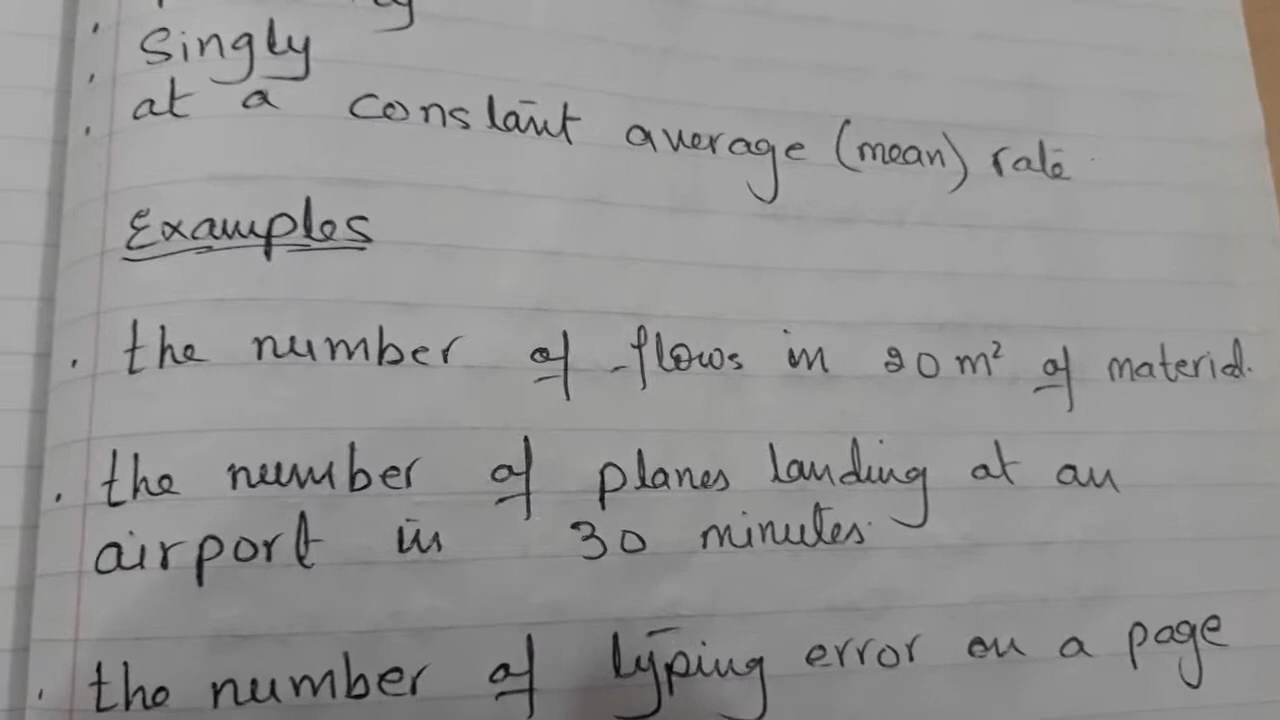 singly
at a constant average (mean) rate.
Examples
. the number of flows in 20 m² of material.
. the number of planes landing at an
airport in 30 minutes.
. the number of typing error on a page